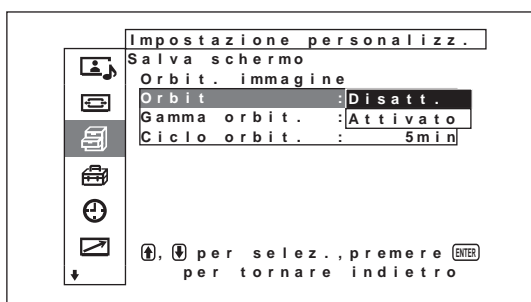 Impostazione personalizz.
Salva schermo
Orbit. immagine
Orbit :Disatt.
Gamma orbit. :Attivato
Ciclo orbit. : 5min
, per selez.,premere ENTER
per tornare indietro